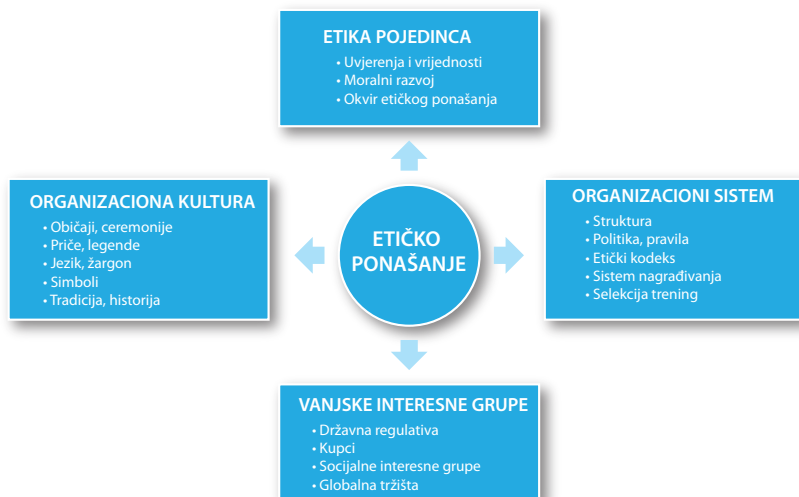 ETIKA POJEDINCA
• Uvjerenja i vrijednosti
• Moralni razvoj
• Okvir etičkog ponašanja
ORGANIZACIONA KULTURA
• Običaji, ceremonije
• Priče, legende
• Jezik, žargon
• Simboli
• Tradicija, historija
ETIČKO
PONAŠANJE
ORGANIZACIONI SISTEM
• Struktura
• Politika, pravila
• Etički kodeks
• Sistem nagrađivanja
• Selekcija trening
VANJSKE INTERESNE GRUPE
• Državna regulativa
• Kupci
• Socijalne interesne grupe
• Globalna tržišta